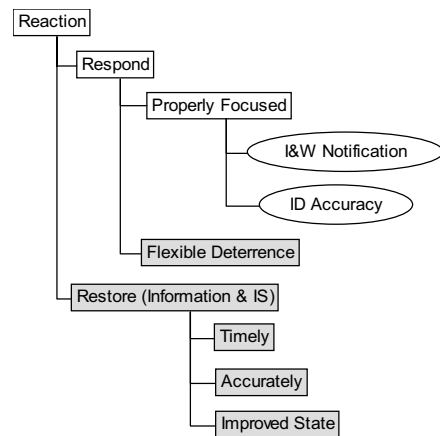 Reaction
Respond
Properly Focused
I&W Notification
ID Accuracy
Flexible Deterrence
Restore (Information & IS)
Timely
Accurately
Improved State